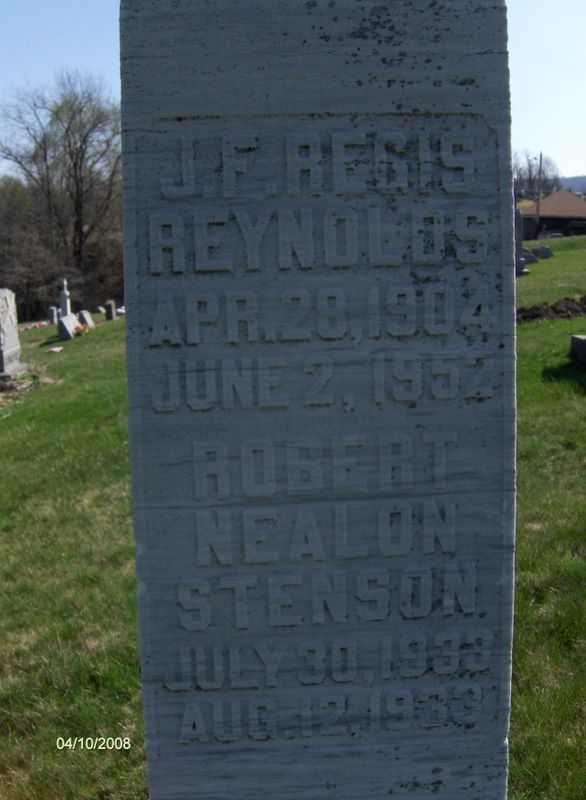 J.F. REGIS
REYNOLDS
APR. 28, 1904
JUNE 2, 1952
ROBERT
NEALON
STENSON
JULY 30, 1933
AUG. 12, 1933
04/10/2008